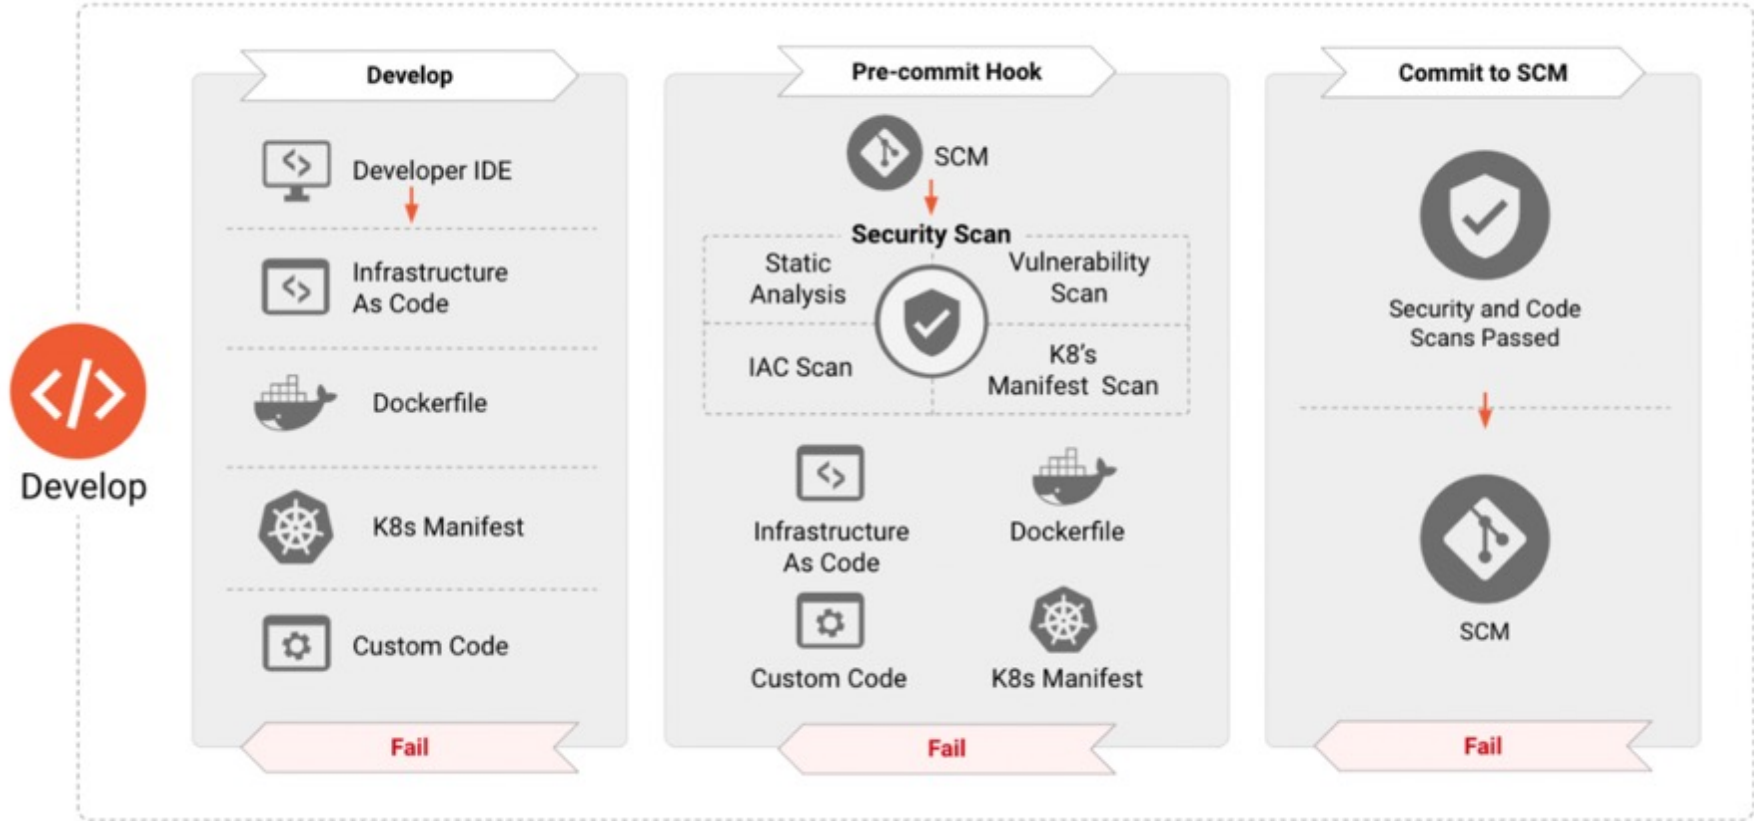 Develop
Develop
Developer IDE
Infrastructure
As Code
Dockerfile
K8s Manifest
Custom Code
Fail
Pre-commit Hook
SCM
Security Scan
Static
Analysis
Vulnerability
Scan
IAC Scan
K8's
Manifest Scan
Infrastructure
As Code
Dockerfile
Custom Code
K8s Manifest
Fail
Commit to SCM
Security and Code
Scans Passed
SCM
Fail